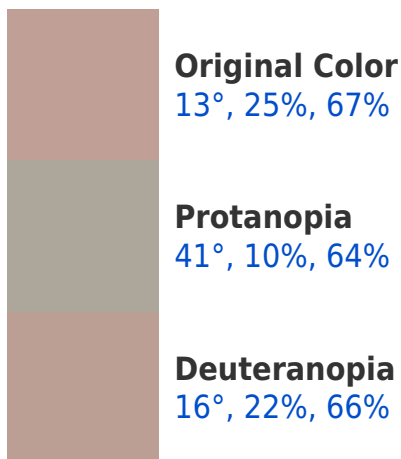 Original Color
13°, 25%, 67%
Protanopia
41°, 10%, 64%
Deuteranopia
16°, 22%, 66%